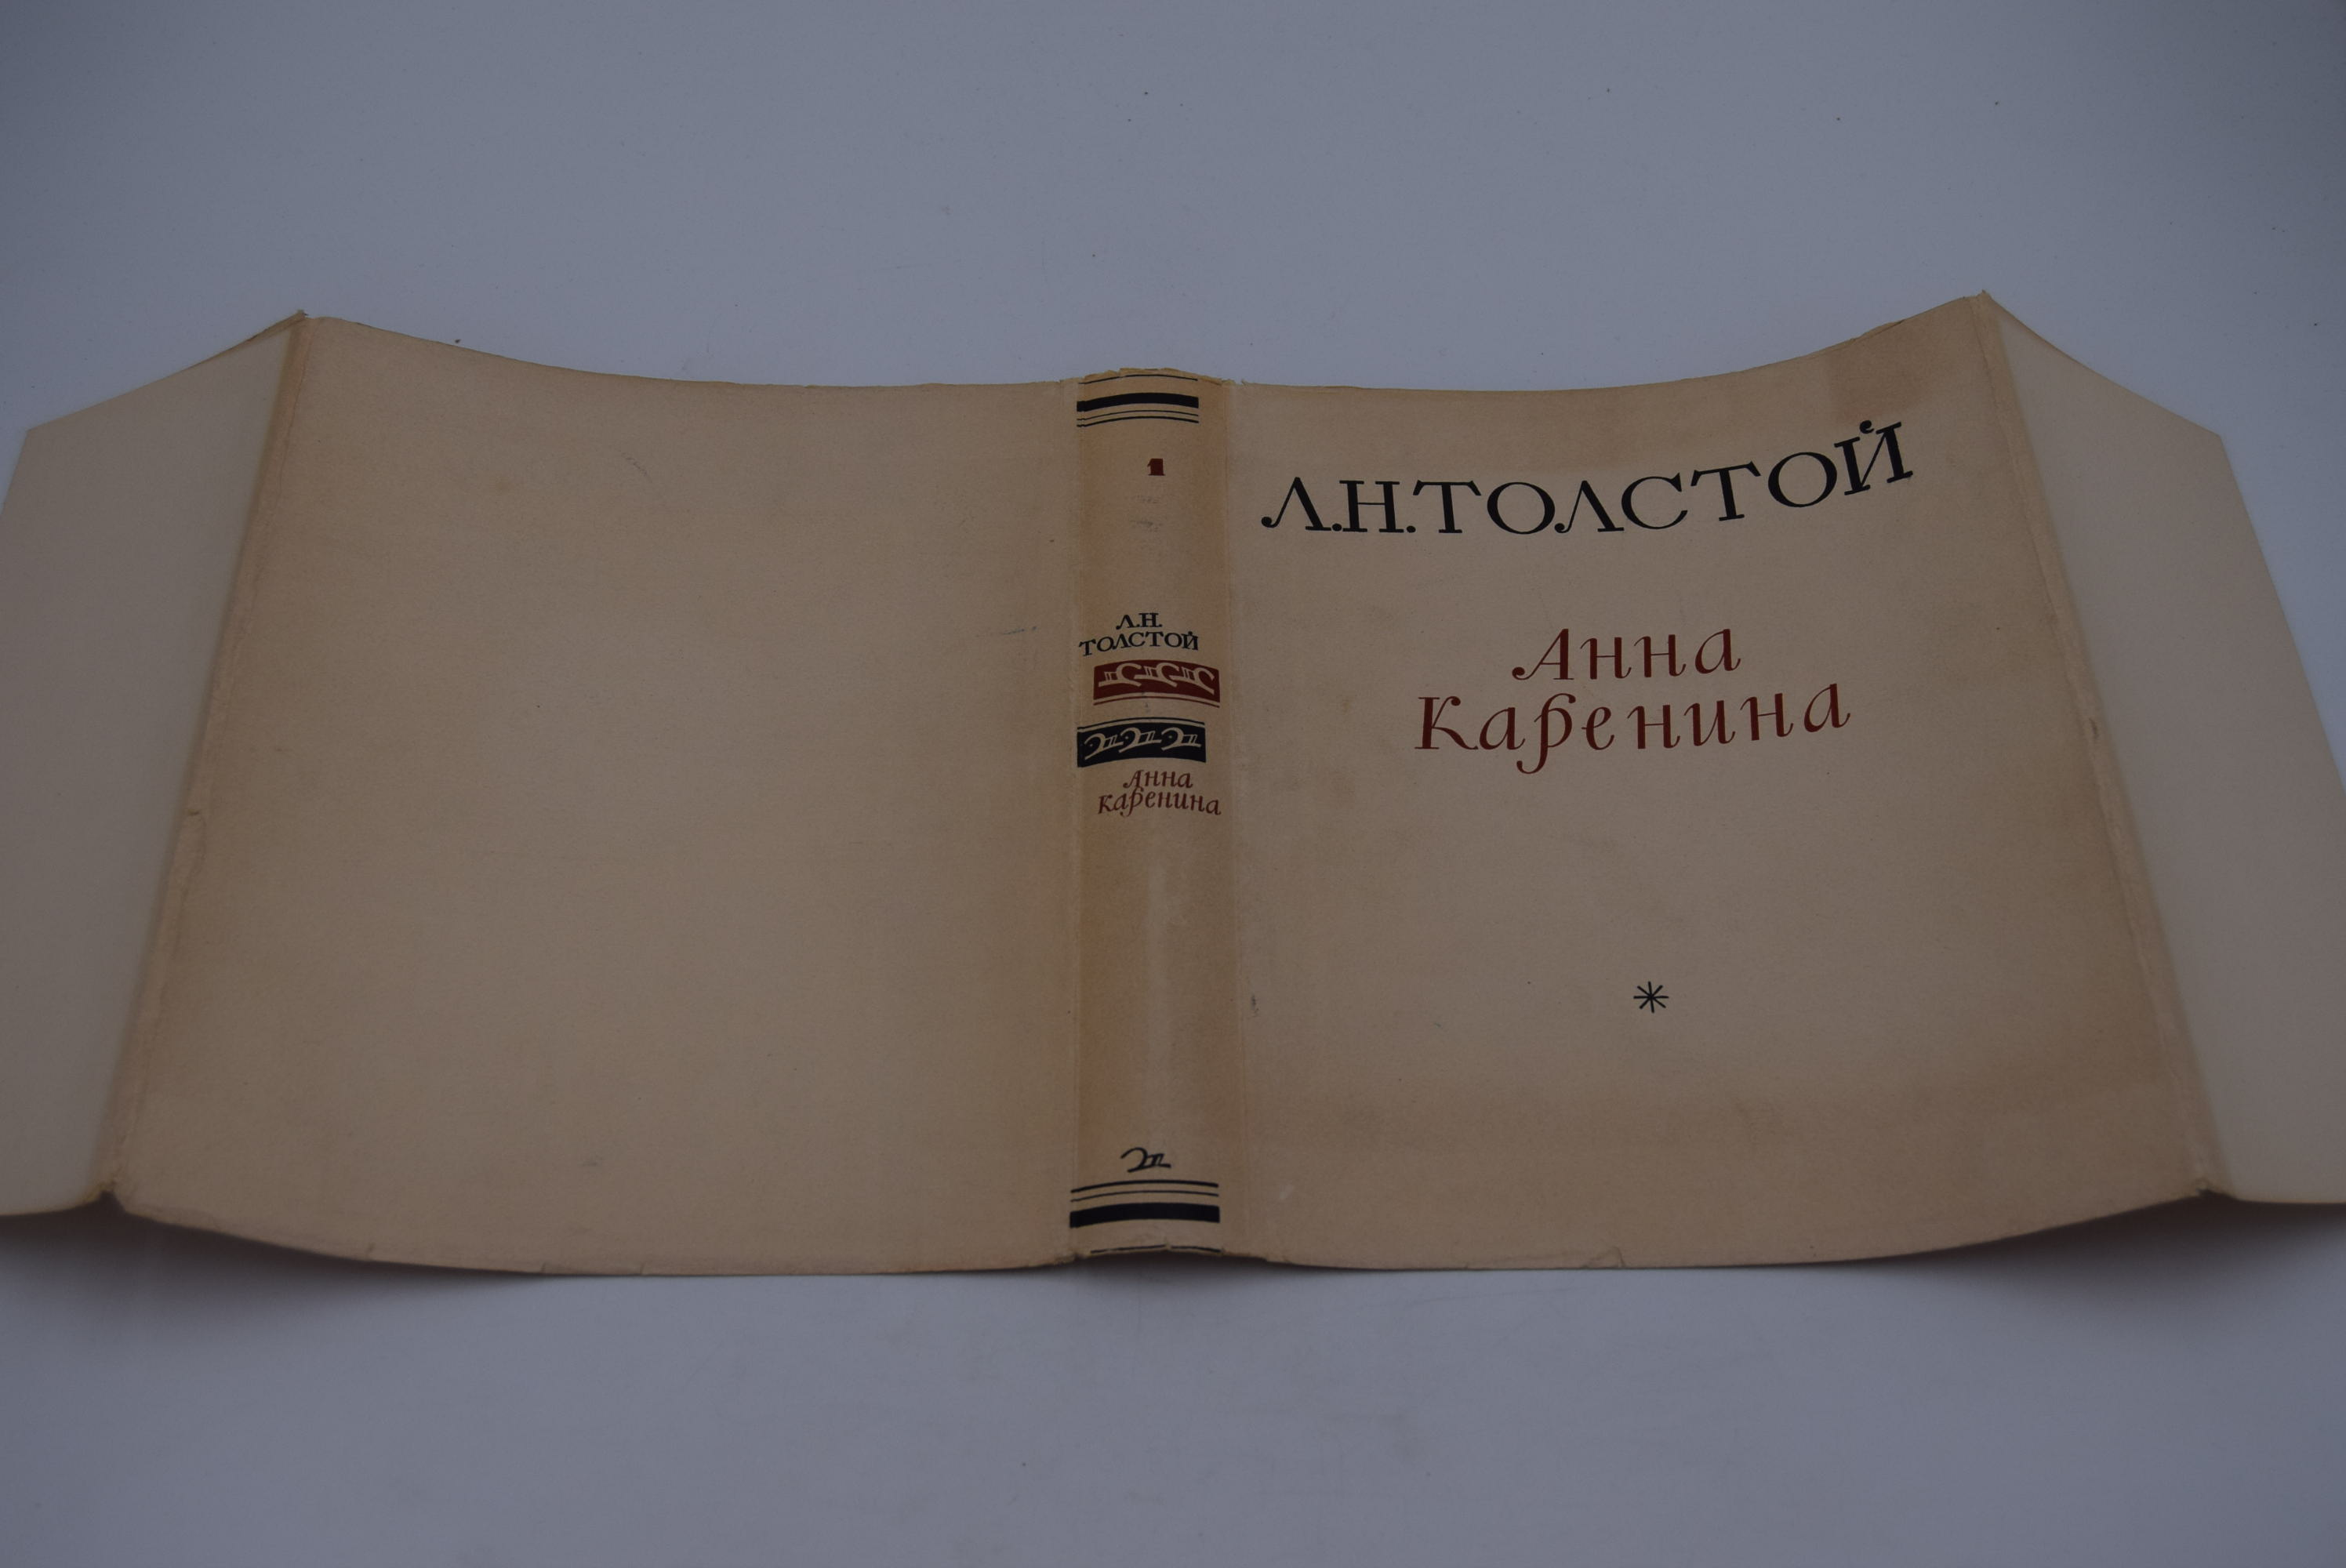 1
Л.Н.
ТОЛСТОЙ
Анна
Каренина
Л.Н.ТОЛСТОЙ
Анна
Каренина
*